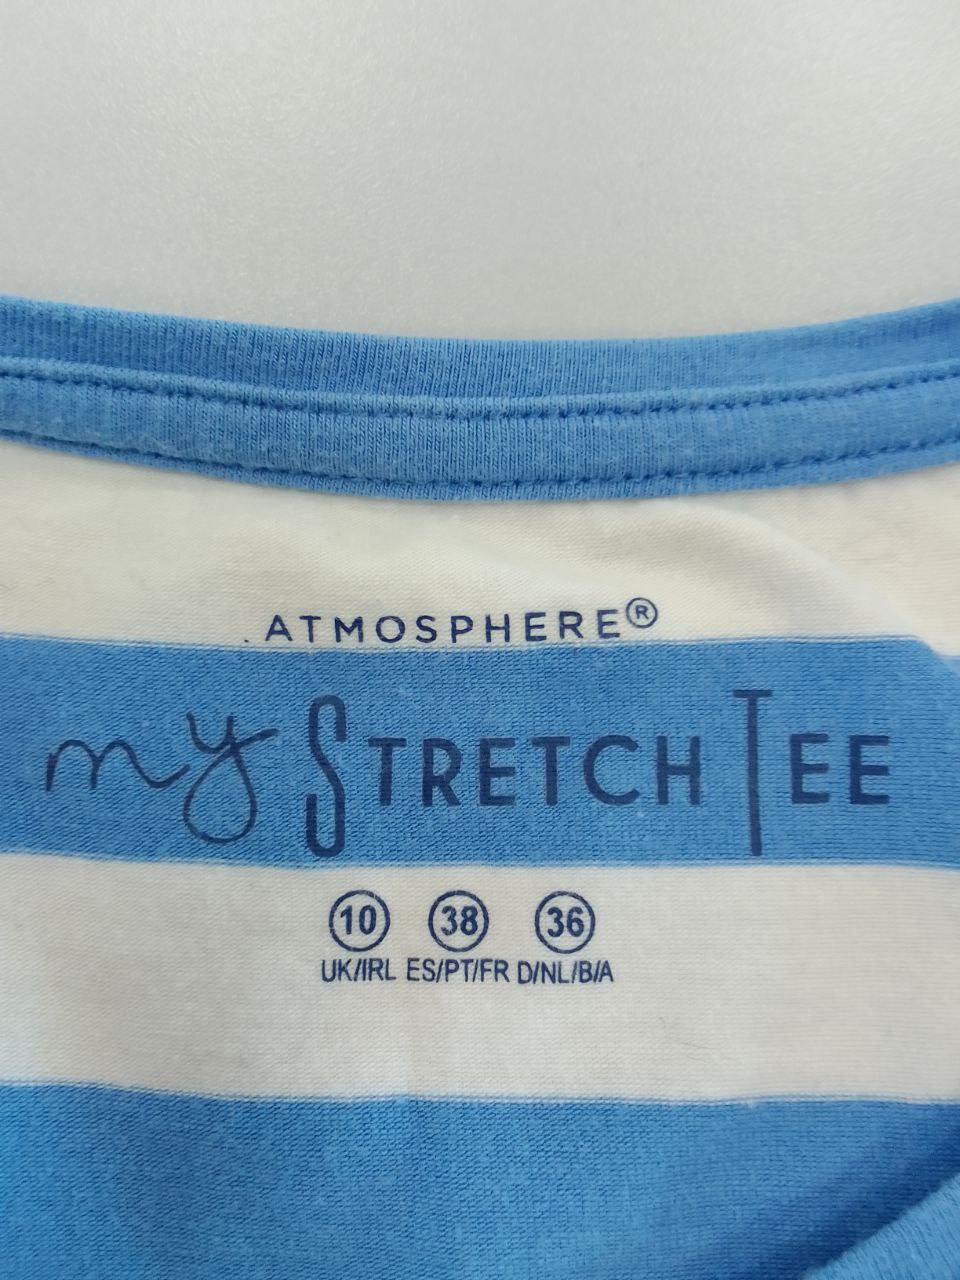 ATMOSPHERE®
my STRETCH TEE
10 38 36
UK/IRL ES/PT/FR D/NL/B/A